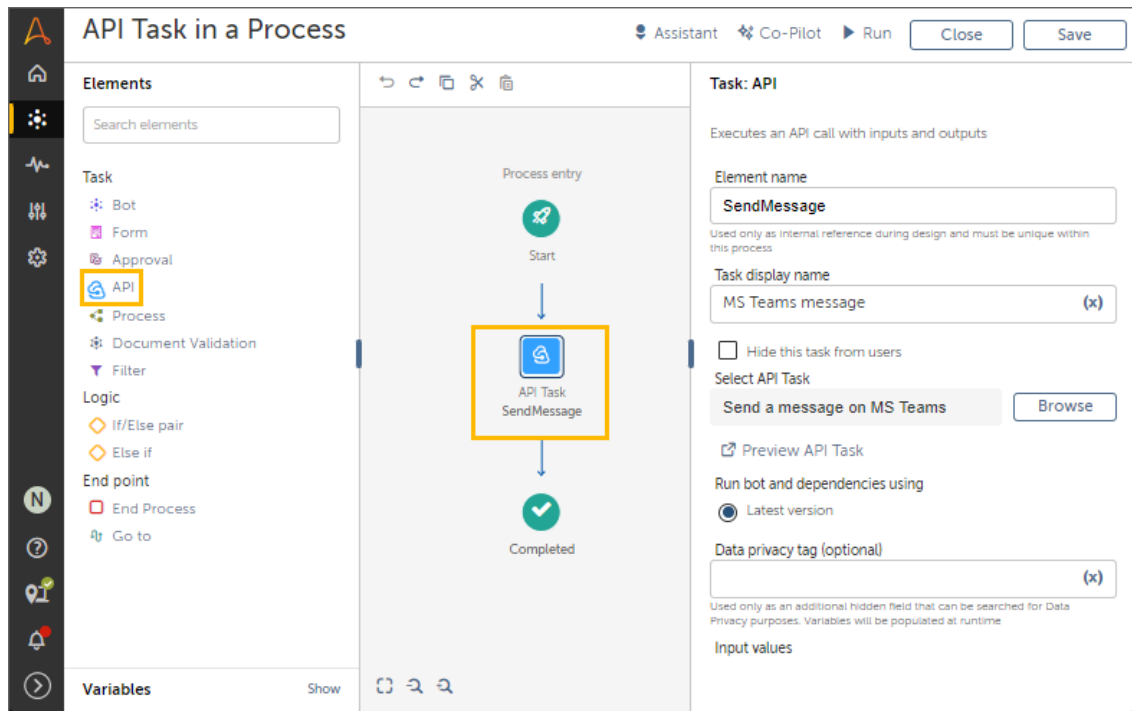 API Task in a Process
Assistant
Co-Pilot
Run
Close
Save
Elements
Search elements
Task
Bot
Form
Approval
API
Process
Document Validation
Filter
Logic
If/Else pair
Else if
End point
End Process
Go to
Variables
Show
N
Process entry
Start
API Task
SendMessage
Completed
Task: API
Executes an API call with inputs and outputs
Element name
SendMessage
Used only as internal reference during design and must be unique within
this process
Task display name
MS Teams message
(x)
Hide this task from users
Select API Task
Send a message on MS Teams
Browse
Preview API Task
Run bot and dependencies using
Latest version
Data privacy tag (optional)
(x)
Used only as an additional hidden field that can be searched for Data
Privacy purposes. Variables will be populated at runtime
Input values